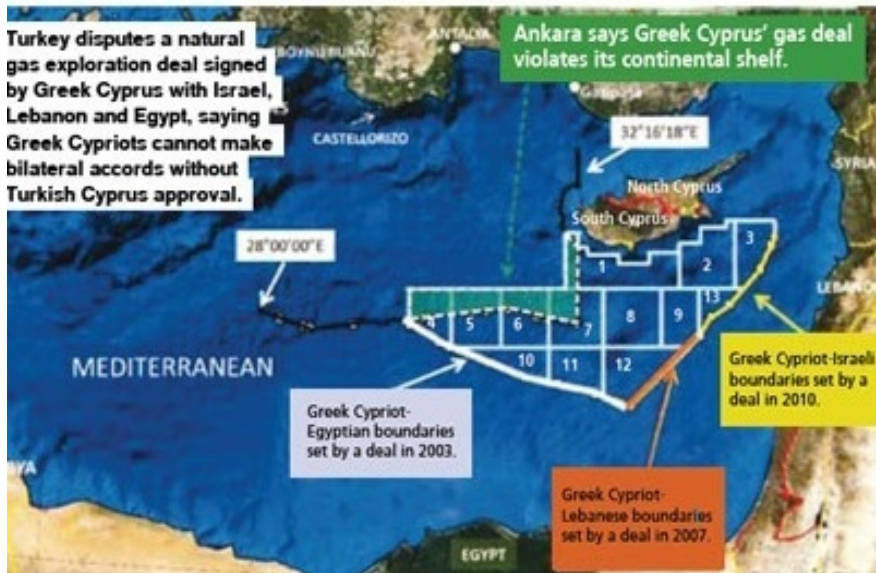 Turkey disputes a natural
gas exploration deal signed
by Greek Cyprus with Israel,
Lebanon and Egypt, saying
Greek Cypriots cannot make
bilateral accords without
Turkish Cyprus approval.
ANTALYA
Ankara says Greek Cyprus' gas deal
violates its continental shelf.
CASTELLORIZO
32°16'18"E
SYRIA
North Cyprus
South Cyprus
28°00'00"E
3
1
2
LEBANON
13
4
5
6
7
8
9
10
11
12
MEDITERRANEAN
Greek Cypriot-Israeli
boundaries set by a
deal in 2010.
Greek Cypriot-
Egyptian boundaries
set by a deal in 2003.
Greek Cypriot-
Lebanese boundaries
set by a deal in 2007.
EGYPT